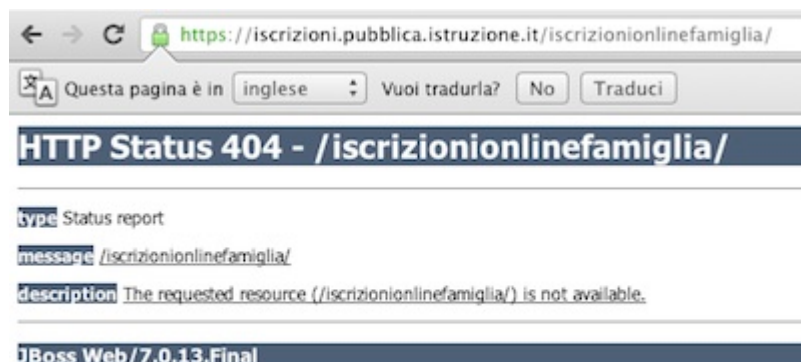 https://iscrizioni.pubblica.istruzione.it/iscrizionionlinefamiglia/
Questa pagina è in inglese Vuoi tradurla? No Traduci
HTTP Status 404 - /iscrizionionlinefamiglia/
type Status report
message /iscrizionionlinefamiglia/
description The requested resource (/iscrizionionlinefamiglia/) is not available.
JBoss Web/7.0.13.Final